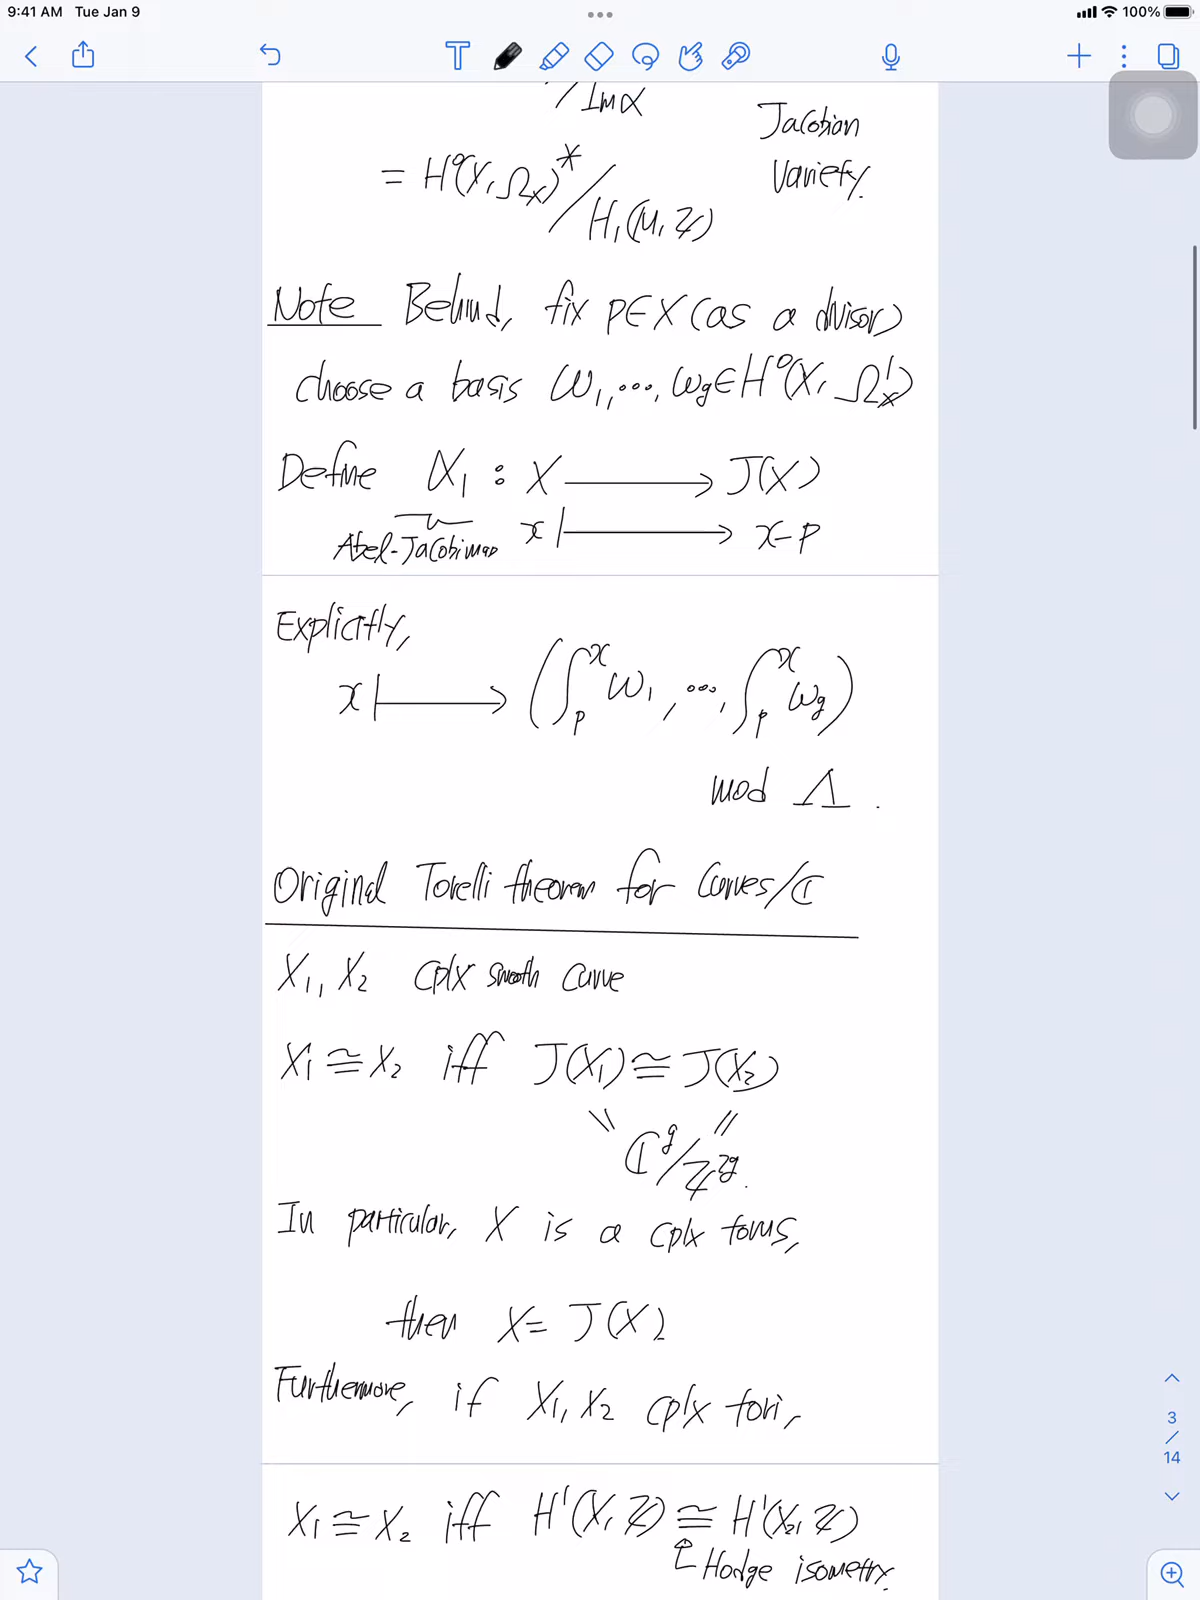 9:41 AM Tue Jan 9
100%
/ Im α
Jacobian
Variety.
= H⁰(X, Ω_X)* / H₁(M, ℤ)
Note Behind, fix p∈X (as a divisor)
choose a basis ω₁, ..., ω_g ∈ H⁰(X, Ω¹_X)
Define α₁ : X ⟶ J(X)
Abel-Jacobi map x ⟼ x-p
Explicitly,
x ⟼ (∫_p^x ω₁, ..., ∫_p^x ω_g)
mod Λ.
Original Torelli theorem for Curves/ℂ
X₁, X₂ cplx smooth curve
X₁ ≅ X₂ iff J(X₁) ≅ J(X₂)
\\ //
ℂ^g/ℤ^2g.
In particular, X is a cplx torus,
then X = J(X)
Furthermore, if X₁, X₂ cplx tori,
3
/
14
X₁ ≅ X₂ iff H¹(X, ℤ) ≅ H¹(X₂, ℤ)
↑ Hodge isometry.